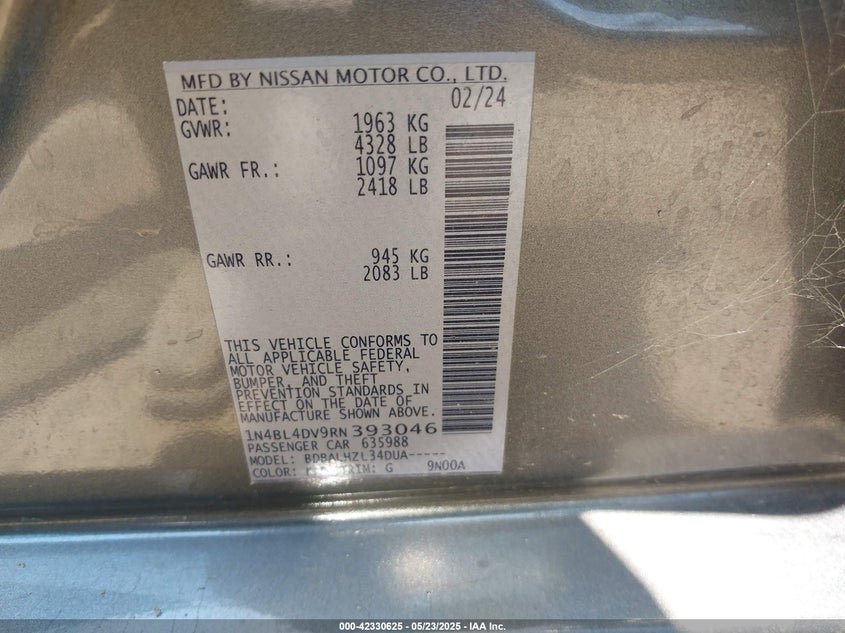 MFD BY NISSAN MOTOR CO., LTD.
DATE: 02/24
GVWR: 1963 KG
4328 LB
GAWR FR.: 1097 KG
2418 LB
GAWR RR.: 945 KG
2083 LB
THIS VEHICLE CONFORMS TO
ALL APPLICABLE FEDERAL
MOTOR VEHICLE SAFETY,
BUMPER, AND THEFT
PREVENTION STANDARDS IN
EFFECT ON THE DATE OF
MANUFACTURE SHOWN ABOVE.
1N4BL4DV9RN393046
PASSENGER CAR 635988
MODEL: BDBALHZL34DUA-----
COLOR: TRIM: G 9N00A
000-42330625 - 05/23/2025 - IAA Inc.